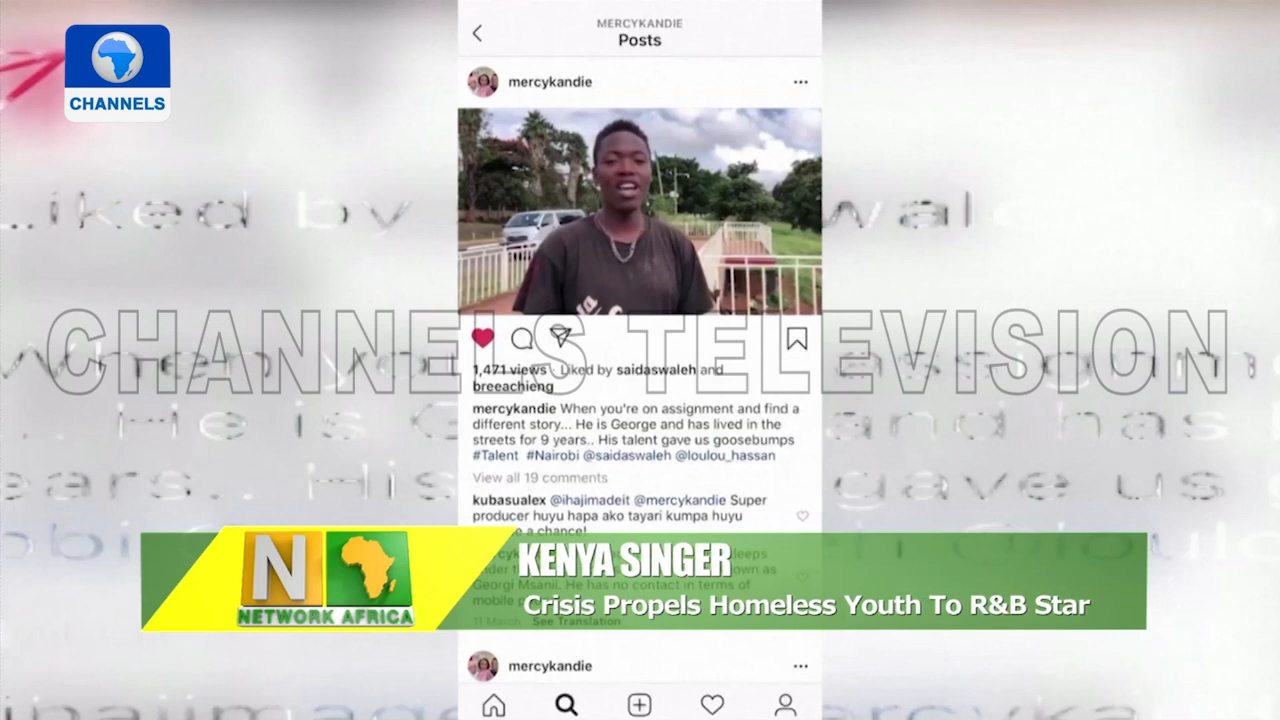 MERCYKANDIE
Posts
mercykandie
CHANNELS
CHANNELS TELEVISION
1,471 views · Liked by saidaswaleh and
breeachieng
mercykandie When you're on assignment and find a
different story... He is George and has lived in the
streets for 9 years.. His talent gave us goosebumps
#Talent #Nairobi @saidaswaleh @loulou_hassan
View all 19 comments
kubasualex @ihajimadeit @mercykandie Super
producer huyu hapa ako tayari kumpa huyu
a chance!
Georgi Msanii. He has no contact in terms of
mobile
11 March See Translation
KENYA SINGER
Crisis Propels Homeless Youth To R&B Star
N
NETWORK AFRICA
mercykandie